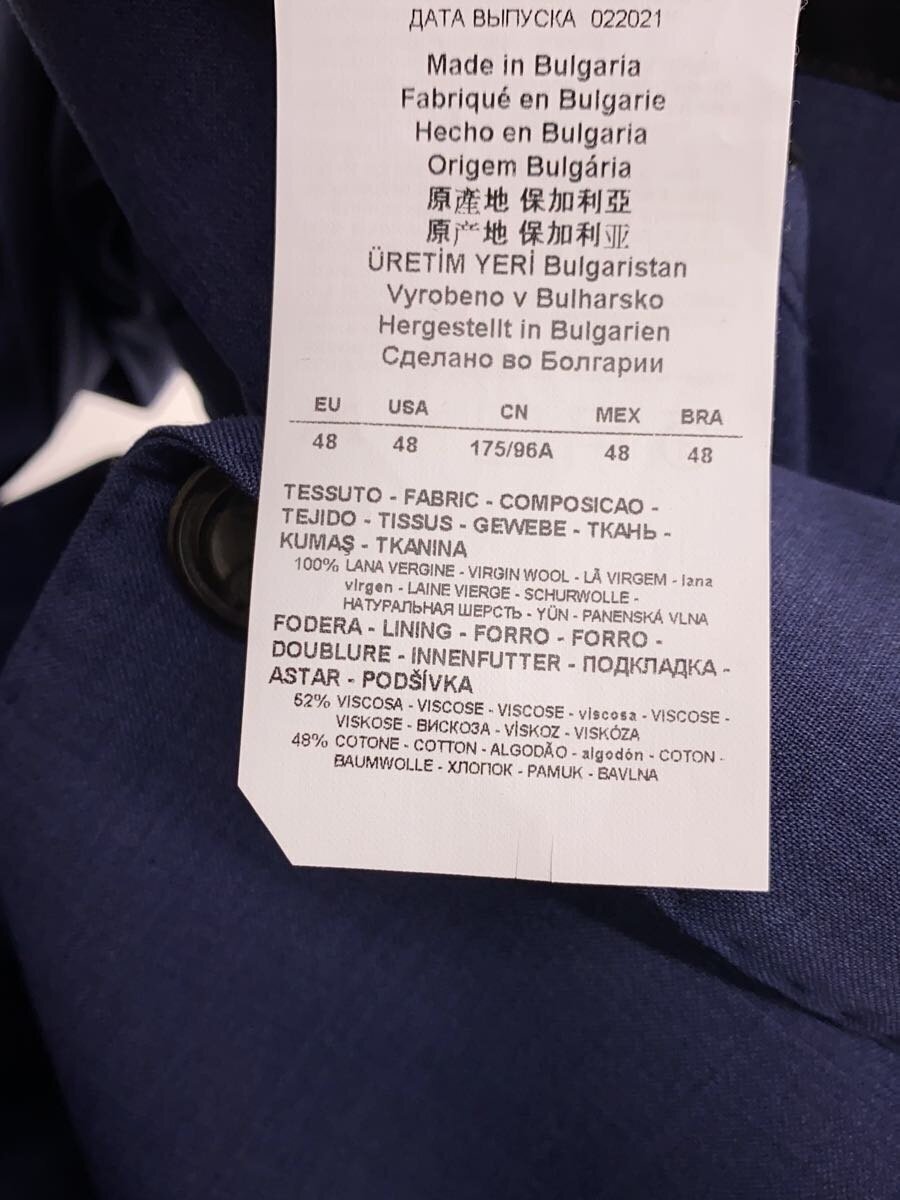 ДАТА ВЫПУСКА 022021
Made in Bulgaria
Fabriqué en Bulgarie
Hecho en Bulgaria
Origem Bulgária
原產地 保加利亞
原产地 保加利亚
ÜRETİM YERİ Bulgaristan
Vyrobeno v Bulharsko
Hergestellt in Bulgarien
Сделано во Болгарии
EU USA CN MEX BRA
48 48 175/96A 48 48
TESSUTO - FABRIC - COMPOSICAO -
TEJIDO - TISSUS - GEWEBE - ТКАНЬ -
KUMAŞ - TKANINA
100% LANA VERGINE - VIRGIN WOOL - LÃ VIRGEM - lana
virgen - LAINE VIERGE - SCHURWOLLE -
НАТУРАЛЬНАЯ ШЕРСТЬ - YÜN - PANENSKÁ VLNA
FODERA - LINING - FORRO - FORRO -
DOUBLURE - INNENFUTTER - ПОДКЛАДКА -
ASTAR - PODŠÍVKA
52% VISCOSA - VISCOSE - VISCOSE - viscosa - VISCOSE -
VISKOSE - ВИСКОЗА - VİSKOZ - VISKÓZA
48% COTONE - COTTON - ALGODÃO - algodón - COTON -
BAUMWOLLE - ХЛОПОК - PAMUK - BAVLNA